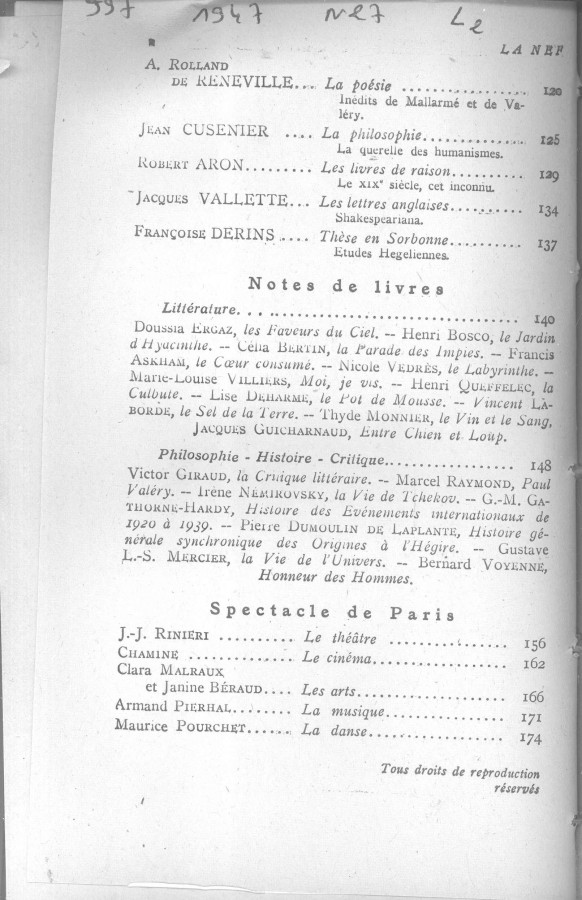 597 1947 N27 L2
LA NEF
A. ROLLAND
DE RENÉVILLE.... La poésie .................. 120
Inédits de Mallarmé et de Va-
léry.
JEAN CUSENIER .... La philosophie.............. 125
La querelle des humanismes.
ROBERT ARON......... Les livres de raison.......... 129
Le XIXe siècle, cet inconnu.
JACQUES VALLETTE... Les lettres anglaises.......... 134
Shakespeariana.
FRANÇOISE DERINS .... Thèse en Sorbonne.......... 137
Etudes Hegeliennes.
Notes de livres
Littérature. . . .................................. 140
Doussia ERGAZ, les Faveurs du Ciel. — Henri BOSCO, le Jardin
d'Hyacinthe. — Célia BERTIN, la Parade des Impies. — Francis
ASKHAM, le Cœur consumé. — Nicole VEDRÈS, le Labyrinthe. —
Marie-Louise VILLIERS, Moi, je vis. — Henri QUEFFELEC, la
Culbute. — Lise DEHARME, le Pot de Mousse. — Vincent LA-
BORDE, le Sel de la Terre. — Thyde MONNIER, le Vin et le Sang,
JACQUES GUICHARNAUD, Entre Chien et Loup.
Philosophie - Histoire - Critique................. 148
Victor GIRAUD, la Critique littéraire. — Marcel RAYMOND, Paul
Valéry. — Irène NEMIROVSKY, la Vie de Tchekov. — G.-M. GA-
THORNE-HARDY, Histoire des Evénements internationaux de
1920 à 1939. — Pierre DUMOULIN DE LAPLANTE, Histoire gé-
nérale synchronique des Origines à l'Hégire. — Gustave
L.-S. MERCIER, la Vie de l'Univers. — Bernard VOYENNE,
Honneur des Hommes.
Spectacle de Paris
J.-J. RINIERI .......... Le théâtre ................ 156
CHAMINE .............. Le cinéma.................. 162
Clara MALRAUX
et Janine BÉRAUD.... Les arts.................... 166
Armand PIERHAL........ La musique................ 171
Maurice POURCHET...... La danse.................. 174
Tous droits de reproduction
réservés